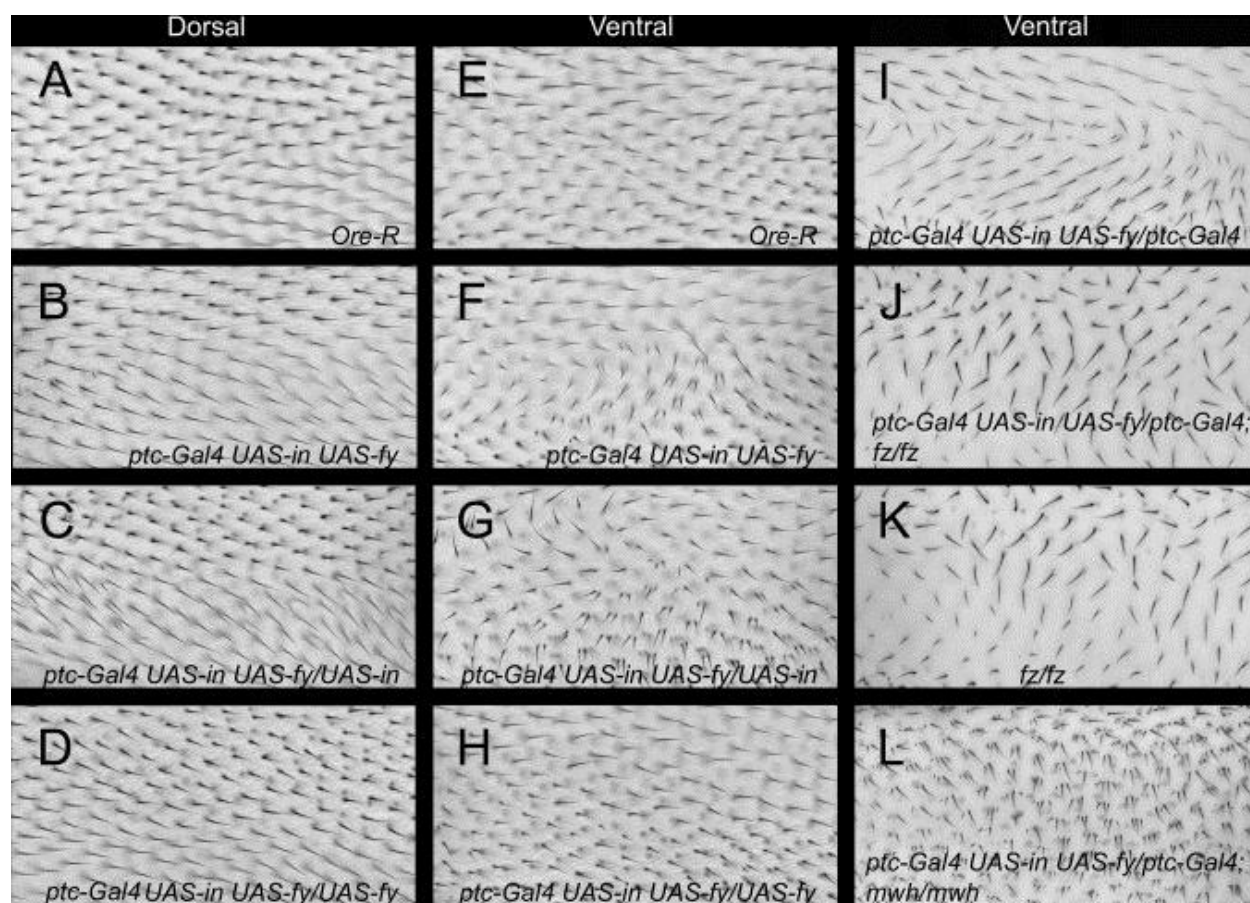 Dorsal
Ventral
Ventral
A
Ore-R
E
Ore-R
I
ptc-Gal4 UAS-in UAS-fy/ptc-Gal4
B
ptc-Gal4 UAS-in UAS-fy
F
ptc-Gal4 UAS-in UAS-fy
J
ptc-Gal4 UAS-in UAS-fy/ptc-Gal4;
fz/fz
C
ptc-Gal4 UAS-in UAS-fy/UAS-in
G
ptc-Gal4 UAS-in UAS-fy/UAS-in
K
fz/fz
D
ptc-Gal4 UAS-in UAS-fy/UAS-fy
H
ptc-Gal4 UAS-in UAS-fy/UAS-fy
L
ptc-Gal4 UAS-in UAS-fy/ptc-Gal4;
mwh/mwh